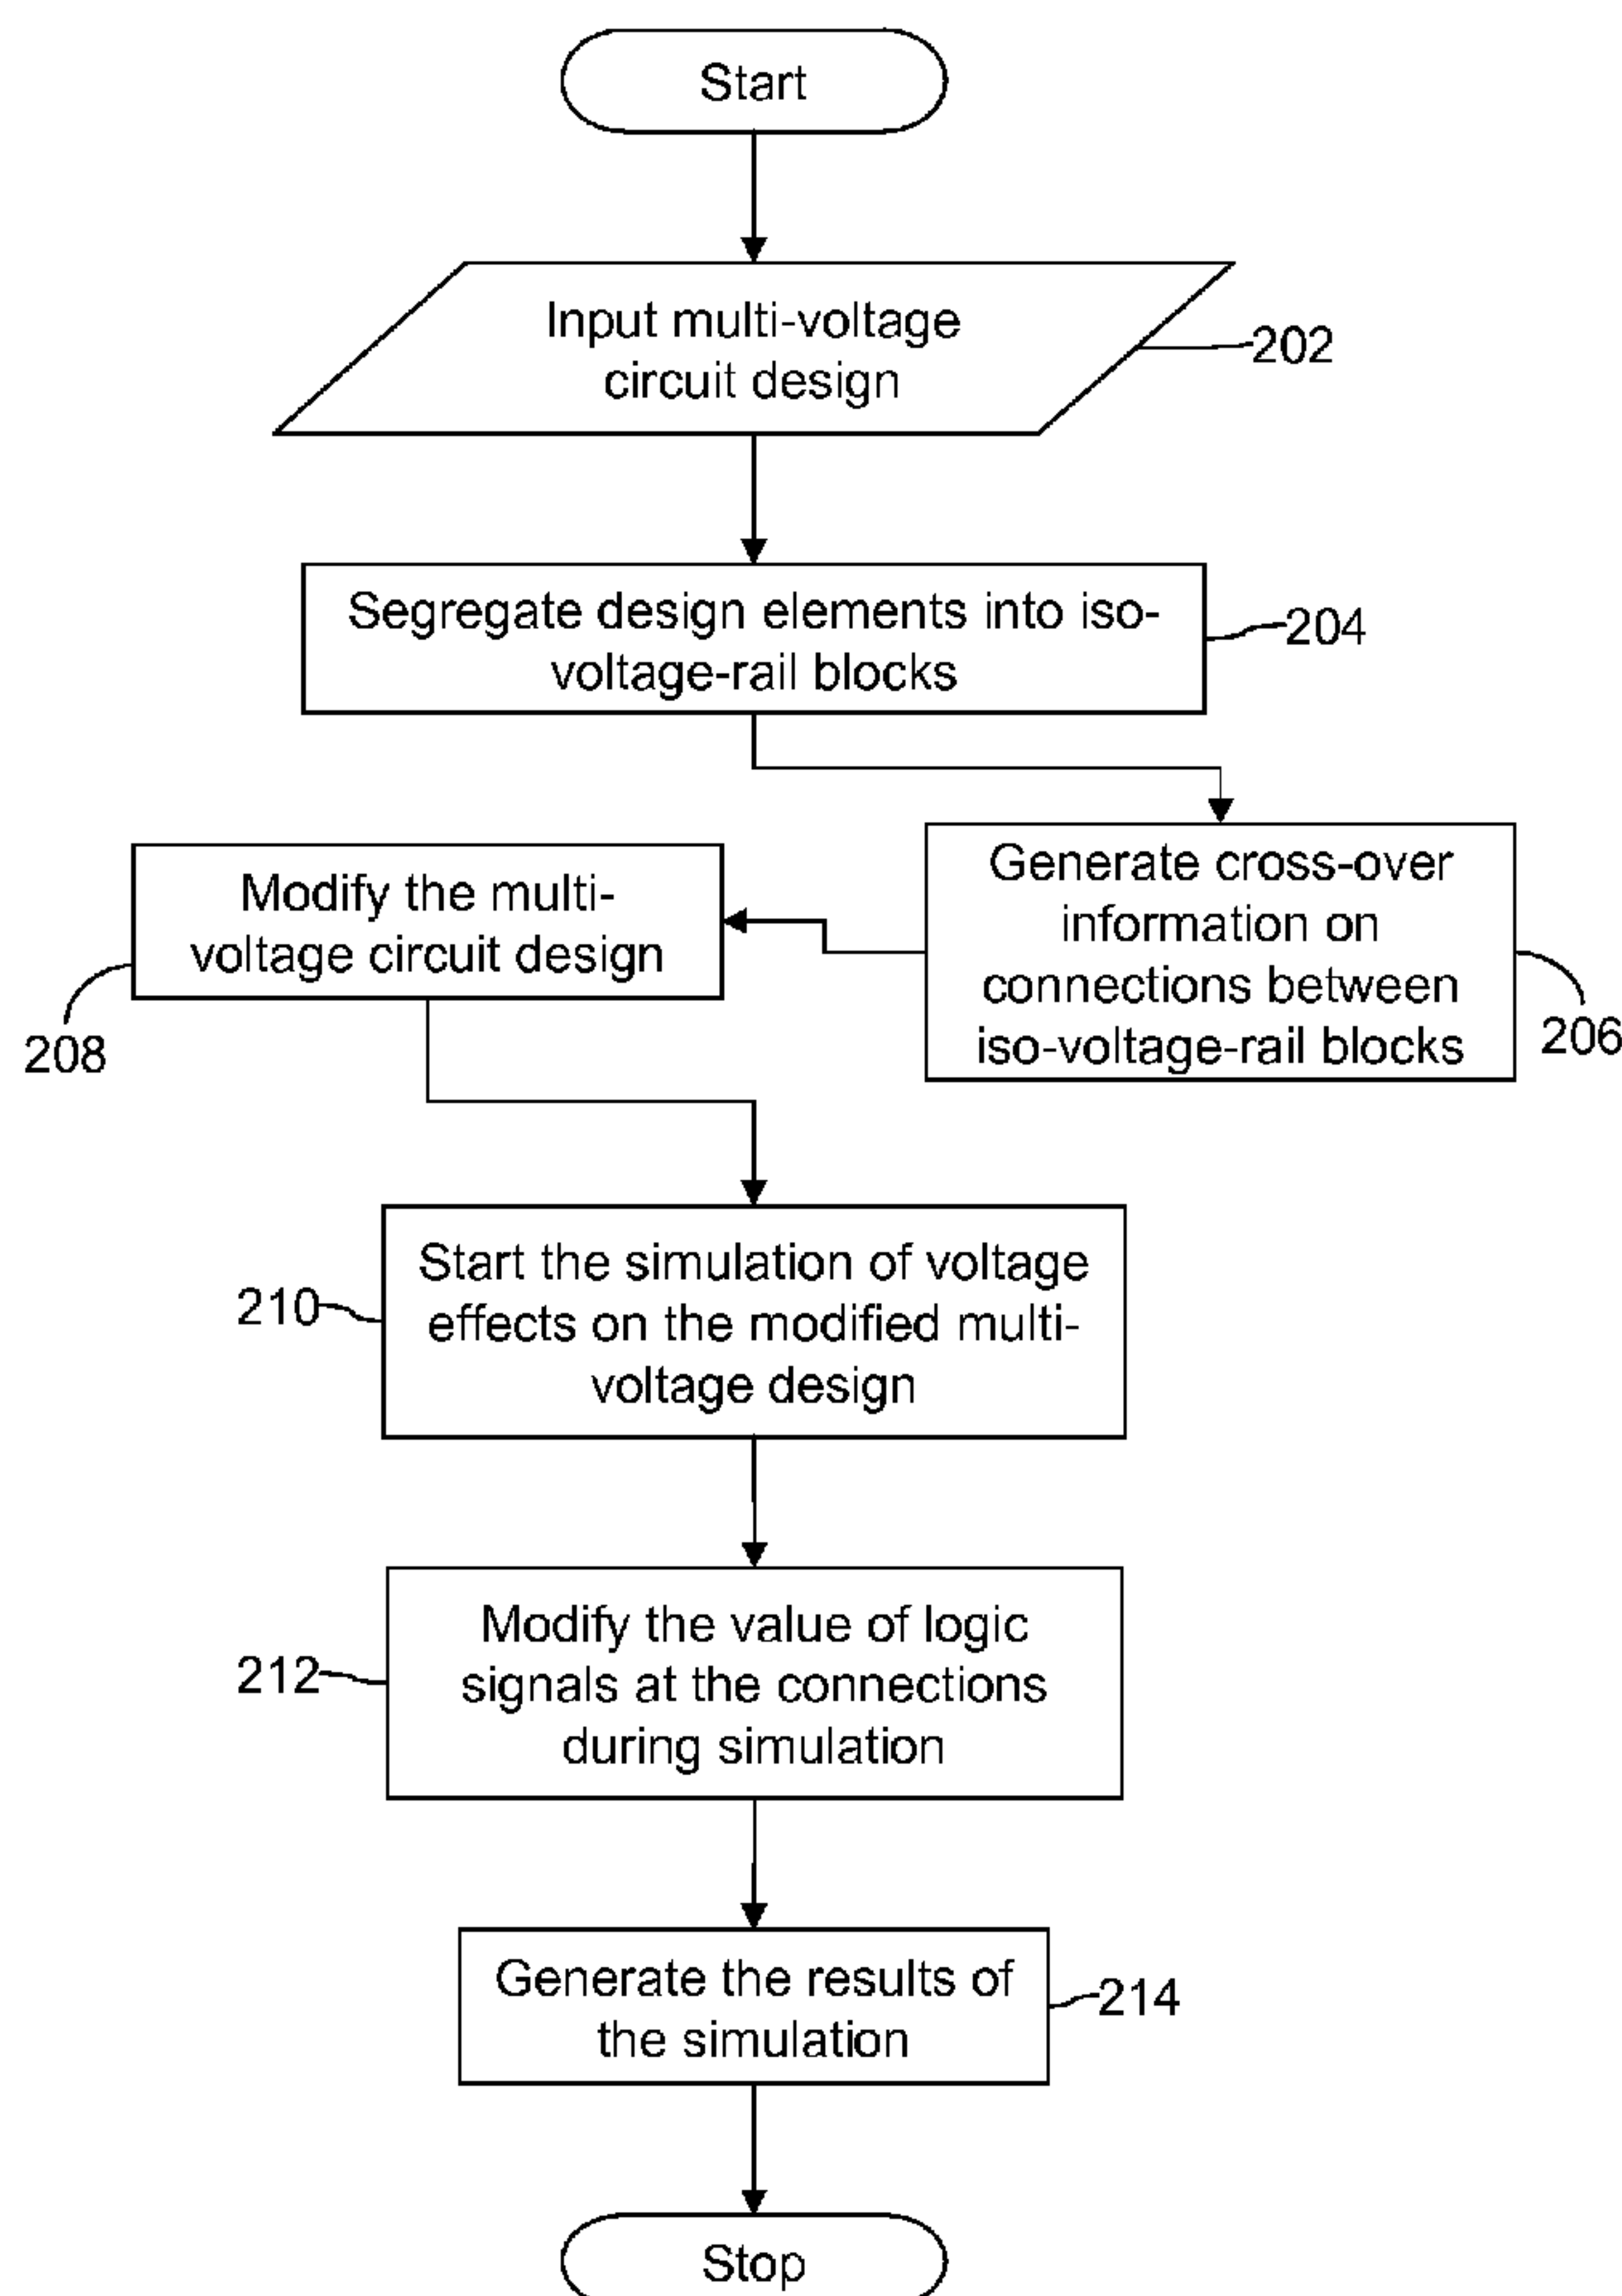 Start
Input multi-voltage
circuit design
202
Segregate design elements into iso-
voltage-rail blocks
204
Generate cross-over
information on
connections between
iso-voltage-rail blocks
206
Modify the multi-
voltage circuit design
208
Start the simulation of voltage
effects on the modified multi-
voltage design
210
Modify the value of logic
signals at the connections
during simulation
212
Generate the results of
the simulation
214
Stop